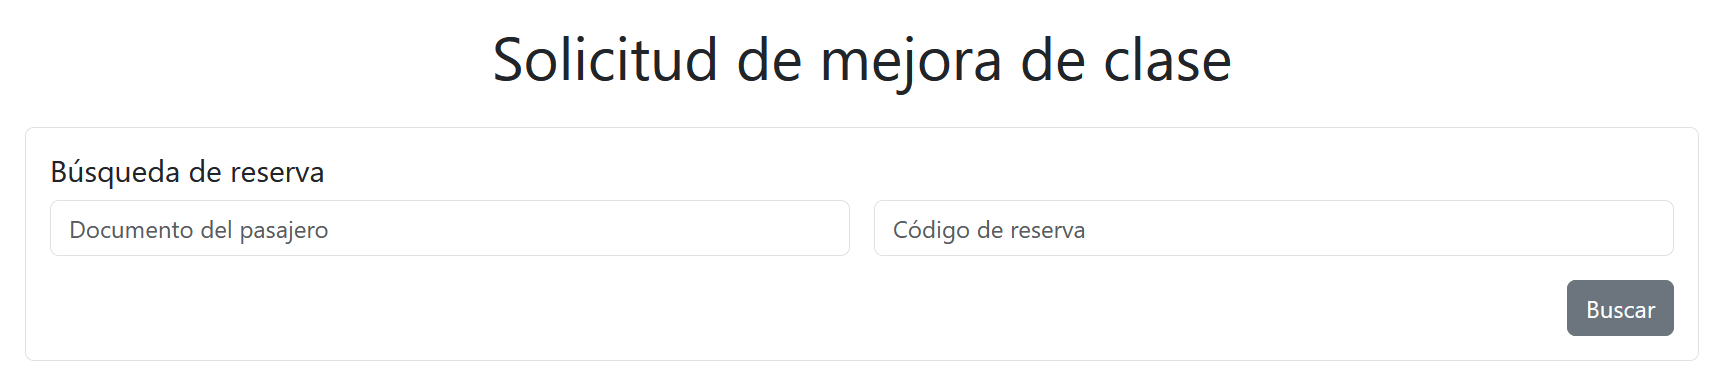 Solicitud de mejora de clase
Búsqueda de reserva
Documento del pasajero
Código de reserva
Buscar